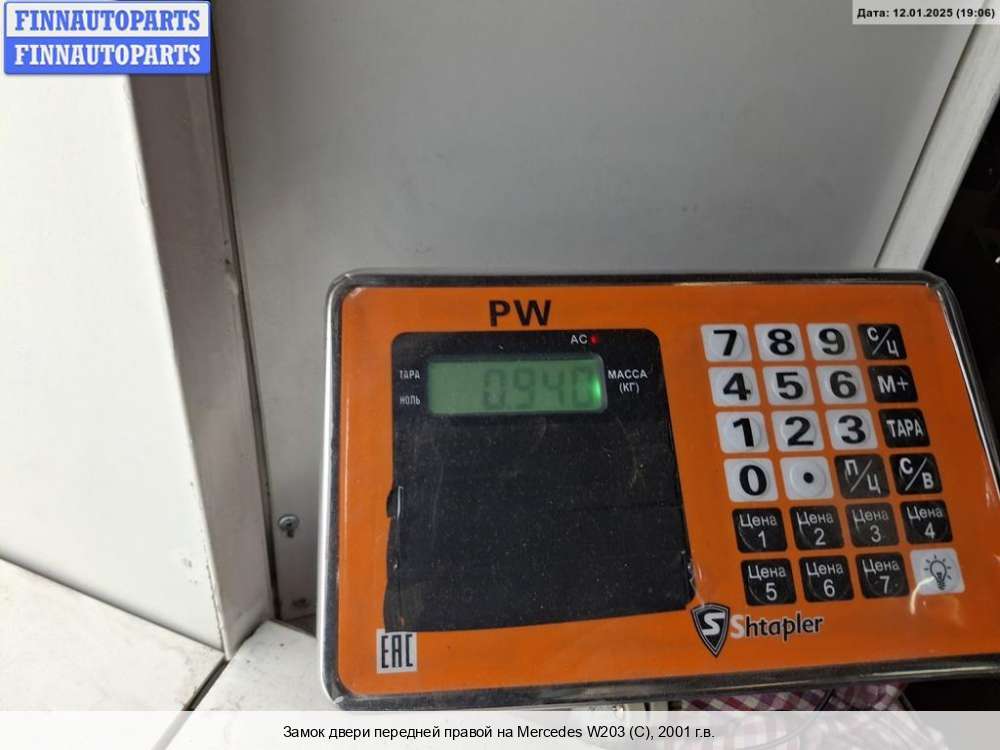 FINNAUTOPARTS
FINNAUTOPARTS
Дата: 12.01.2025 (19:06)
PW
AC
ТАРА
НОЛЬ
0.940
МАССА
(КГ)
7 8 9 С/Ц
4 5 6 М+
1 2 3 ТАРА
0 • П/Ц С/В
Цена 1 Цена 2 Цена 3 Цена 4
Цена 5 Цена 6 Цена 7
S Shtapler
EAC
Замок двери передней правой на Mercedes W203 (C), 2001 г.в.